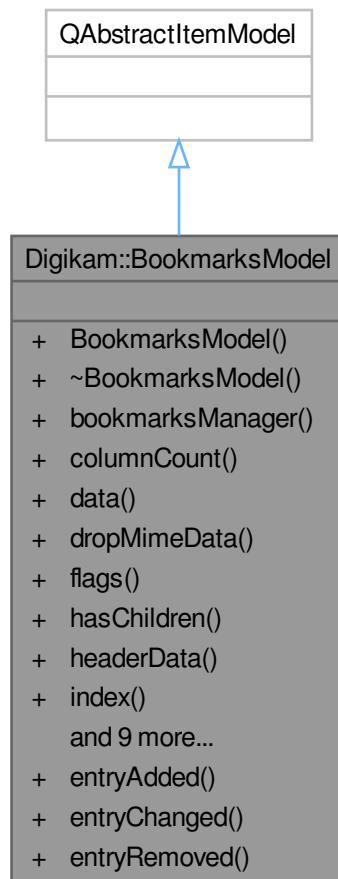 QAbstractItemModel
Digikam::BookmarksModel
+ BookmarksModel()
+ ~BookmarksModel()
+ bookmarksManager()
+ columnCount()
+ data()
+ dropMimeData()
+ flags()
+ hasChildren()
+ headerData()
+ index()
and 9 more...
+ entryAdded()
+ entryChanged()
+ entryRemoved()